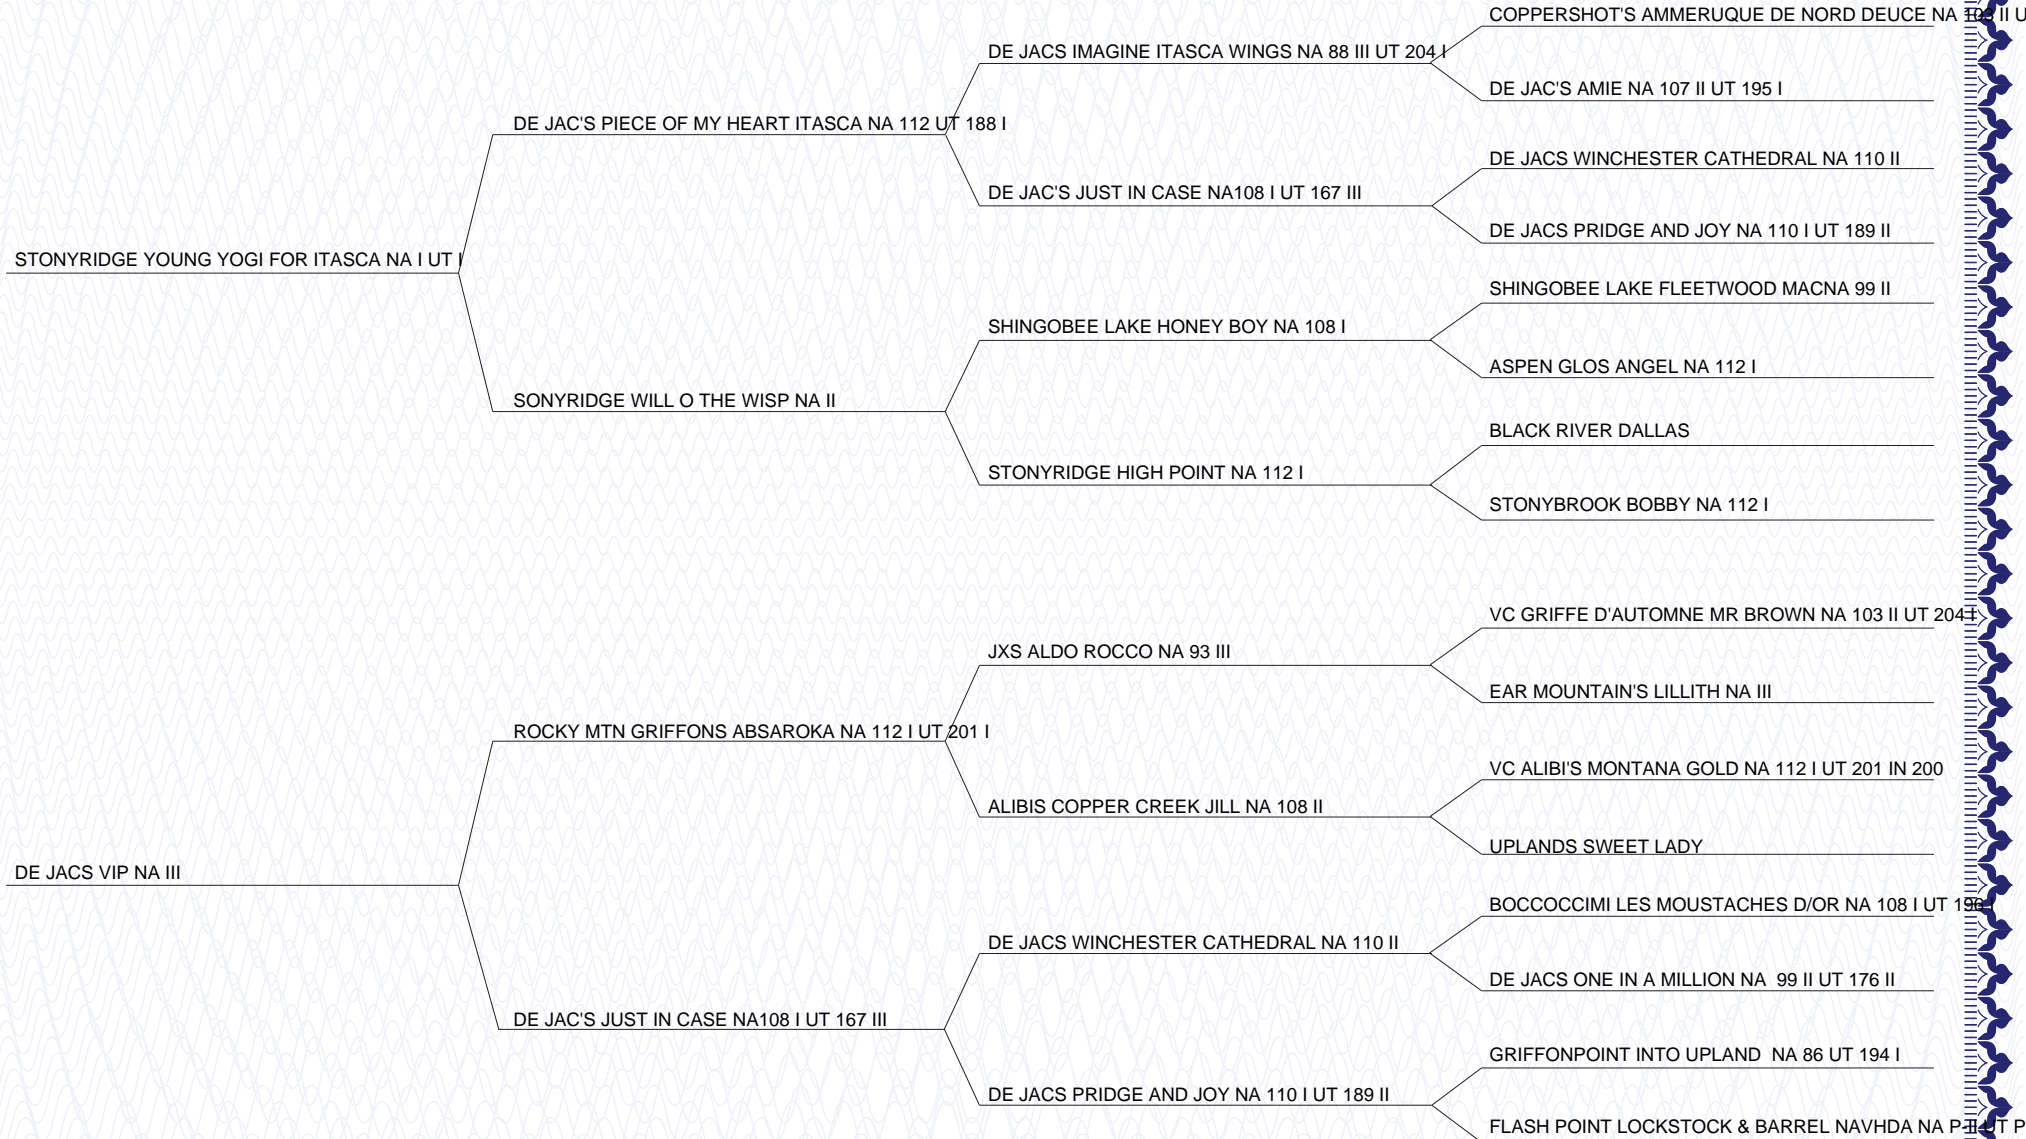 COPPERSHOT'S AMMERUQUE DE NORD DEUCE NA 103 II U
DE JACS IMAGINE ITASCA WINGS NA 88 III UT 204 I
DE JAC'S AMIE NA 107 II UT 195 I
DE JAC'S PIECE OF MY HEART ITASCA NA 112 UT 188 I
DE JACS WINCHESTER CATHEDRAL NA 110 II
DE JAC'S JUST IN CASE NA108 I UT 167 III
DE JACS PRIDGE AND JOY NA 110 I UT 189 II
STONYRIDGE YOUNG YOGI FOR ITASCA NA I UT I
SHINGOBEE LAKE FLEETWOOD MACNA 99 II
SHINGOBEE LAKE HONEY BOY NA 108 I
ASPEN GLOS ANGEL NA 112 I
SONYRIDGE WILL O THE WISP NA II
BLACK RIVER DALLAS
STONYRIDGE HIGH POINT NA 112 I
STONYBROOK BOBBY NA 112 I
VC GRIFFE D'AUTOMNE MR BROWN NA 103 II UT 204 I
JXS ALDO ROCCO NA 93 III
EAR MOUNTAIN'S LILLITH NA III
ROCKY MTN GRIFFONS ABSAROKA NA 112 I UT 201 I
VC ALIBI'S MONTANA GOLD NA 112 I UT 201 IN 200
ALIBIS COPPER CREEK JILL NA 108 II
UPLANDS SWEET LADY
DE JACS VIP NA III
BOCCOCCIMI LES MOUSTACHES D/OR NA 108 I UT 196 I
DE JACS WINCHESTER CATHEDRAL NA 110 II
DE JACS ONE IN A MILLION NA  99 II UT 176 II
DE JAC'S JUST IN CASE NA108 I UT 167 III
GRIFFONPOINT INTO UPLAND  NA 86 UT 194 I
DE JACS PRIDGE AND JOY NA 110 I UT 189 II
FLASH POINT LOCKSTOCK & BARREL NAVHDA NA P-II UT P